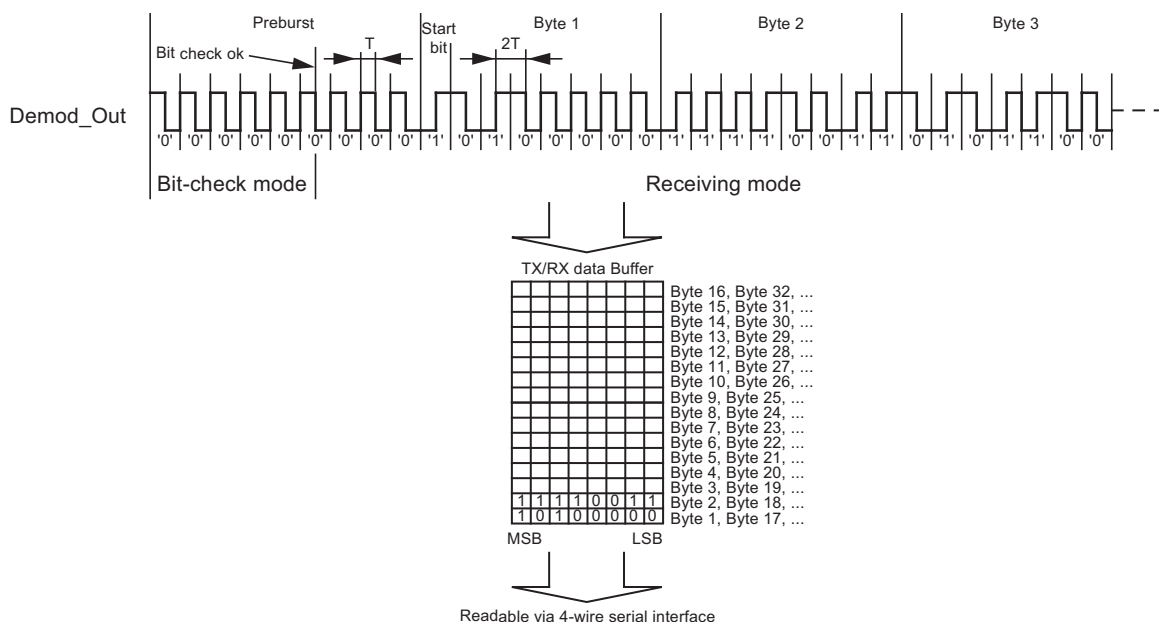 Preburst
Byte 1
Byte 2
Byte 3
Start
bit
T
2T
Bit check ok
Demod_Out
'0' '0' '0' '0' '0' '0' '0' '0' '0' '1' '0' '1' '0' '0' '0' '0' '0' '1' '1' '1' '1' '0' '0' '1' '1' '0' '1' '0' '1' '1' '0' '0'
Bit-check mode
Receiving mode
TX/RX data Buffer
Byte 16, Byte 32, ...
Byte 15, Byte 31, ...
Byte 14, Byte 30, ...
Byte 13, Byte 29, ...
Byte 12, Byte 28, ...
Byte 11, Byte 27, ...
Byte 10, Byte 26, ...
Byte 9, Byte 25, ...
Byte 8, Byte 24, ...
Byte 7, Byte 23, ...
Byte 6, Byte 22, ...
Byte 5, Byte 21, ...
Byte 4, Byte 20, ...
Byte 3, Byte 19, ...
1 1 1 1 0 0 1 1 Byte 2, Byte 18, ...
1 0 1 0 0 0 0 0 Byte 1, Byte 17, ...
MSB
LSB
Readable via 4-wire serial interface